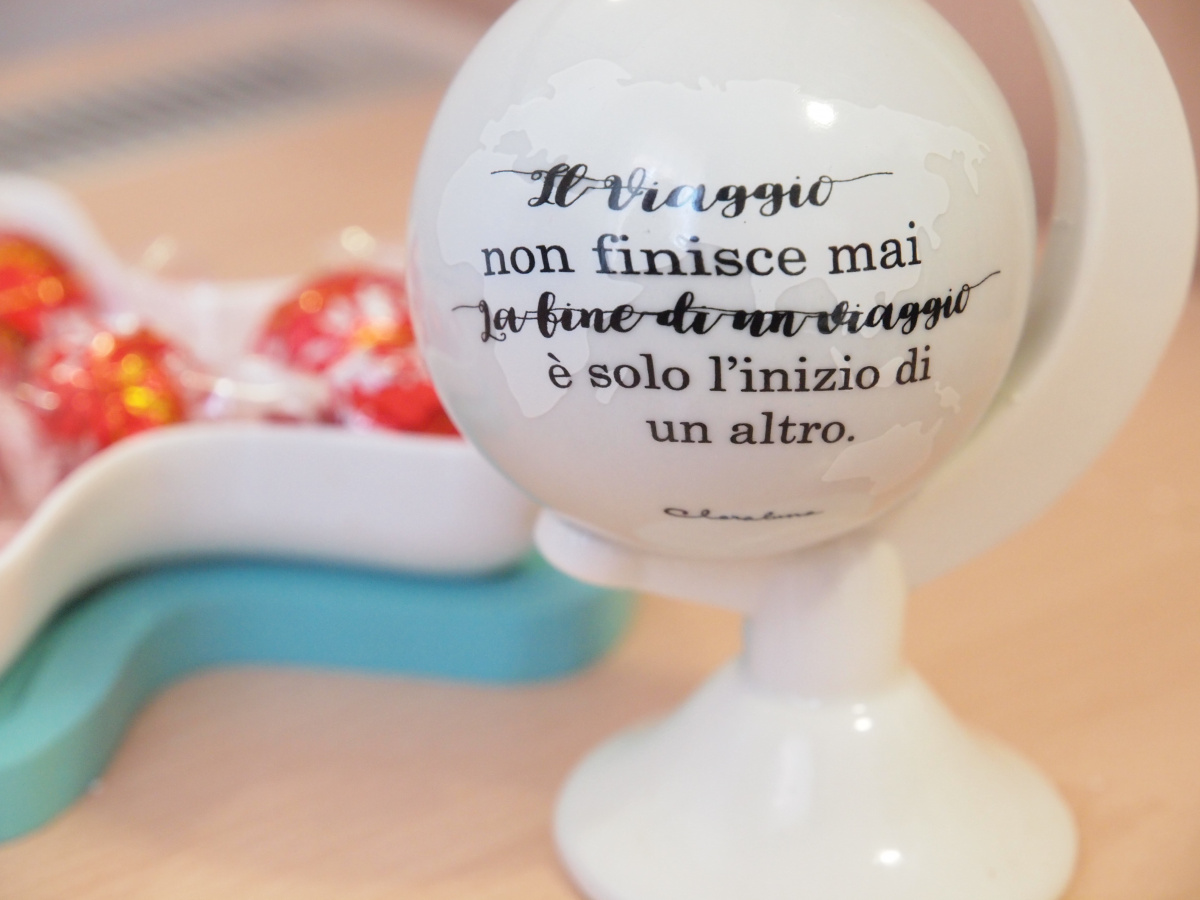 Il viaggio
non finisce mai
La fine di un viaggio
è solo l'inizio di
un altro.